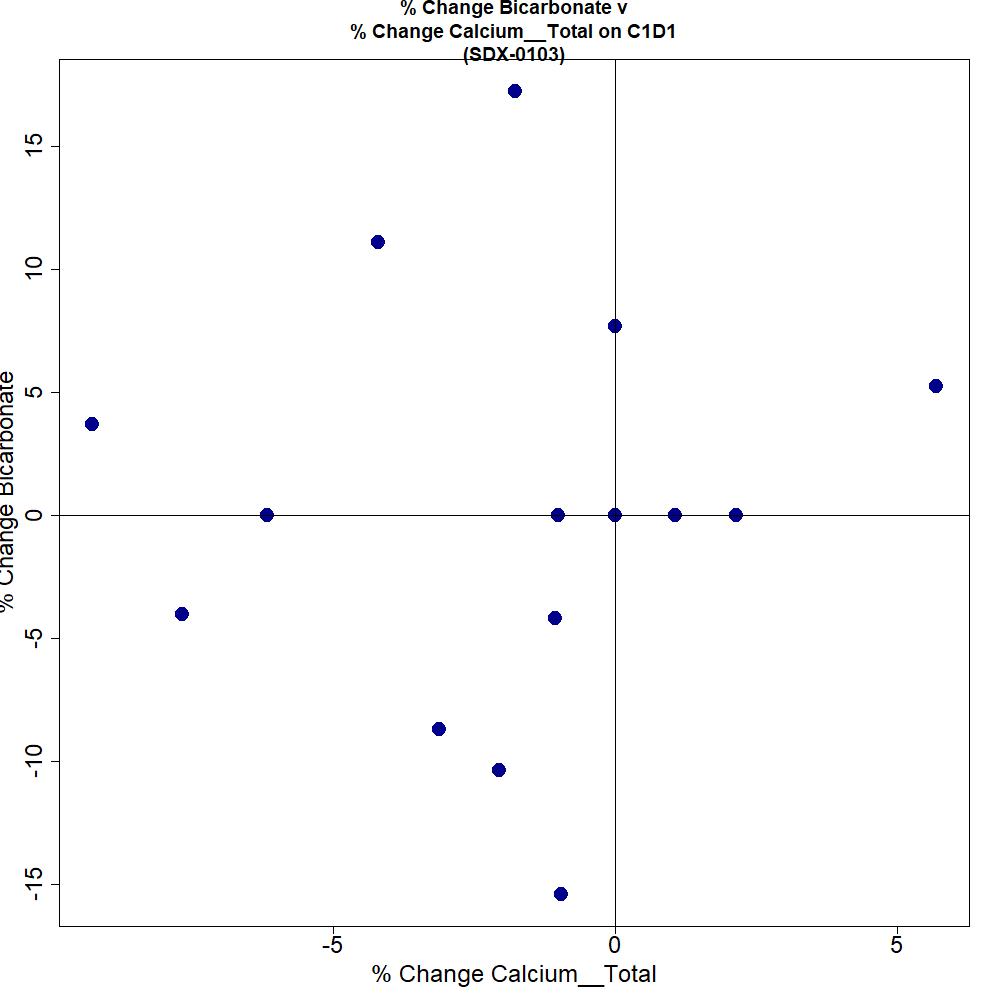 % Change Bicarbonate v
% Change Calcium__Total on C1D1
(SDX-0103)
% Change Bicarbonate
15
10
5
0
-5
-10
-15
-5
0
5
% Change Calcium__Total